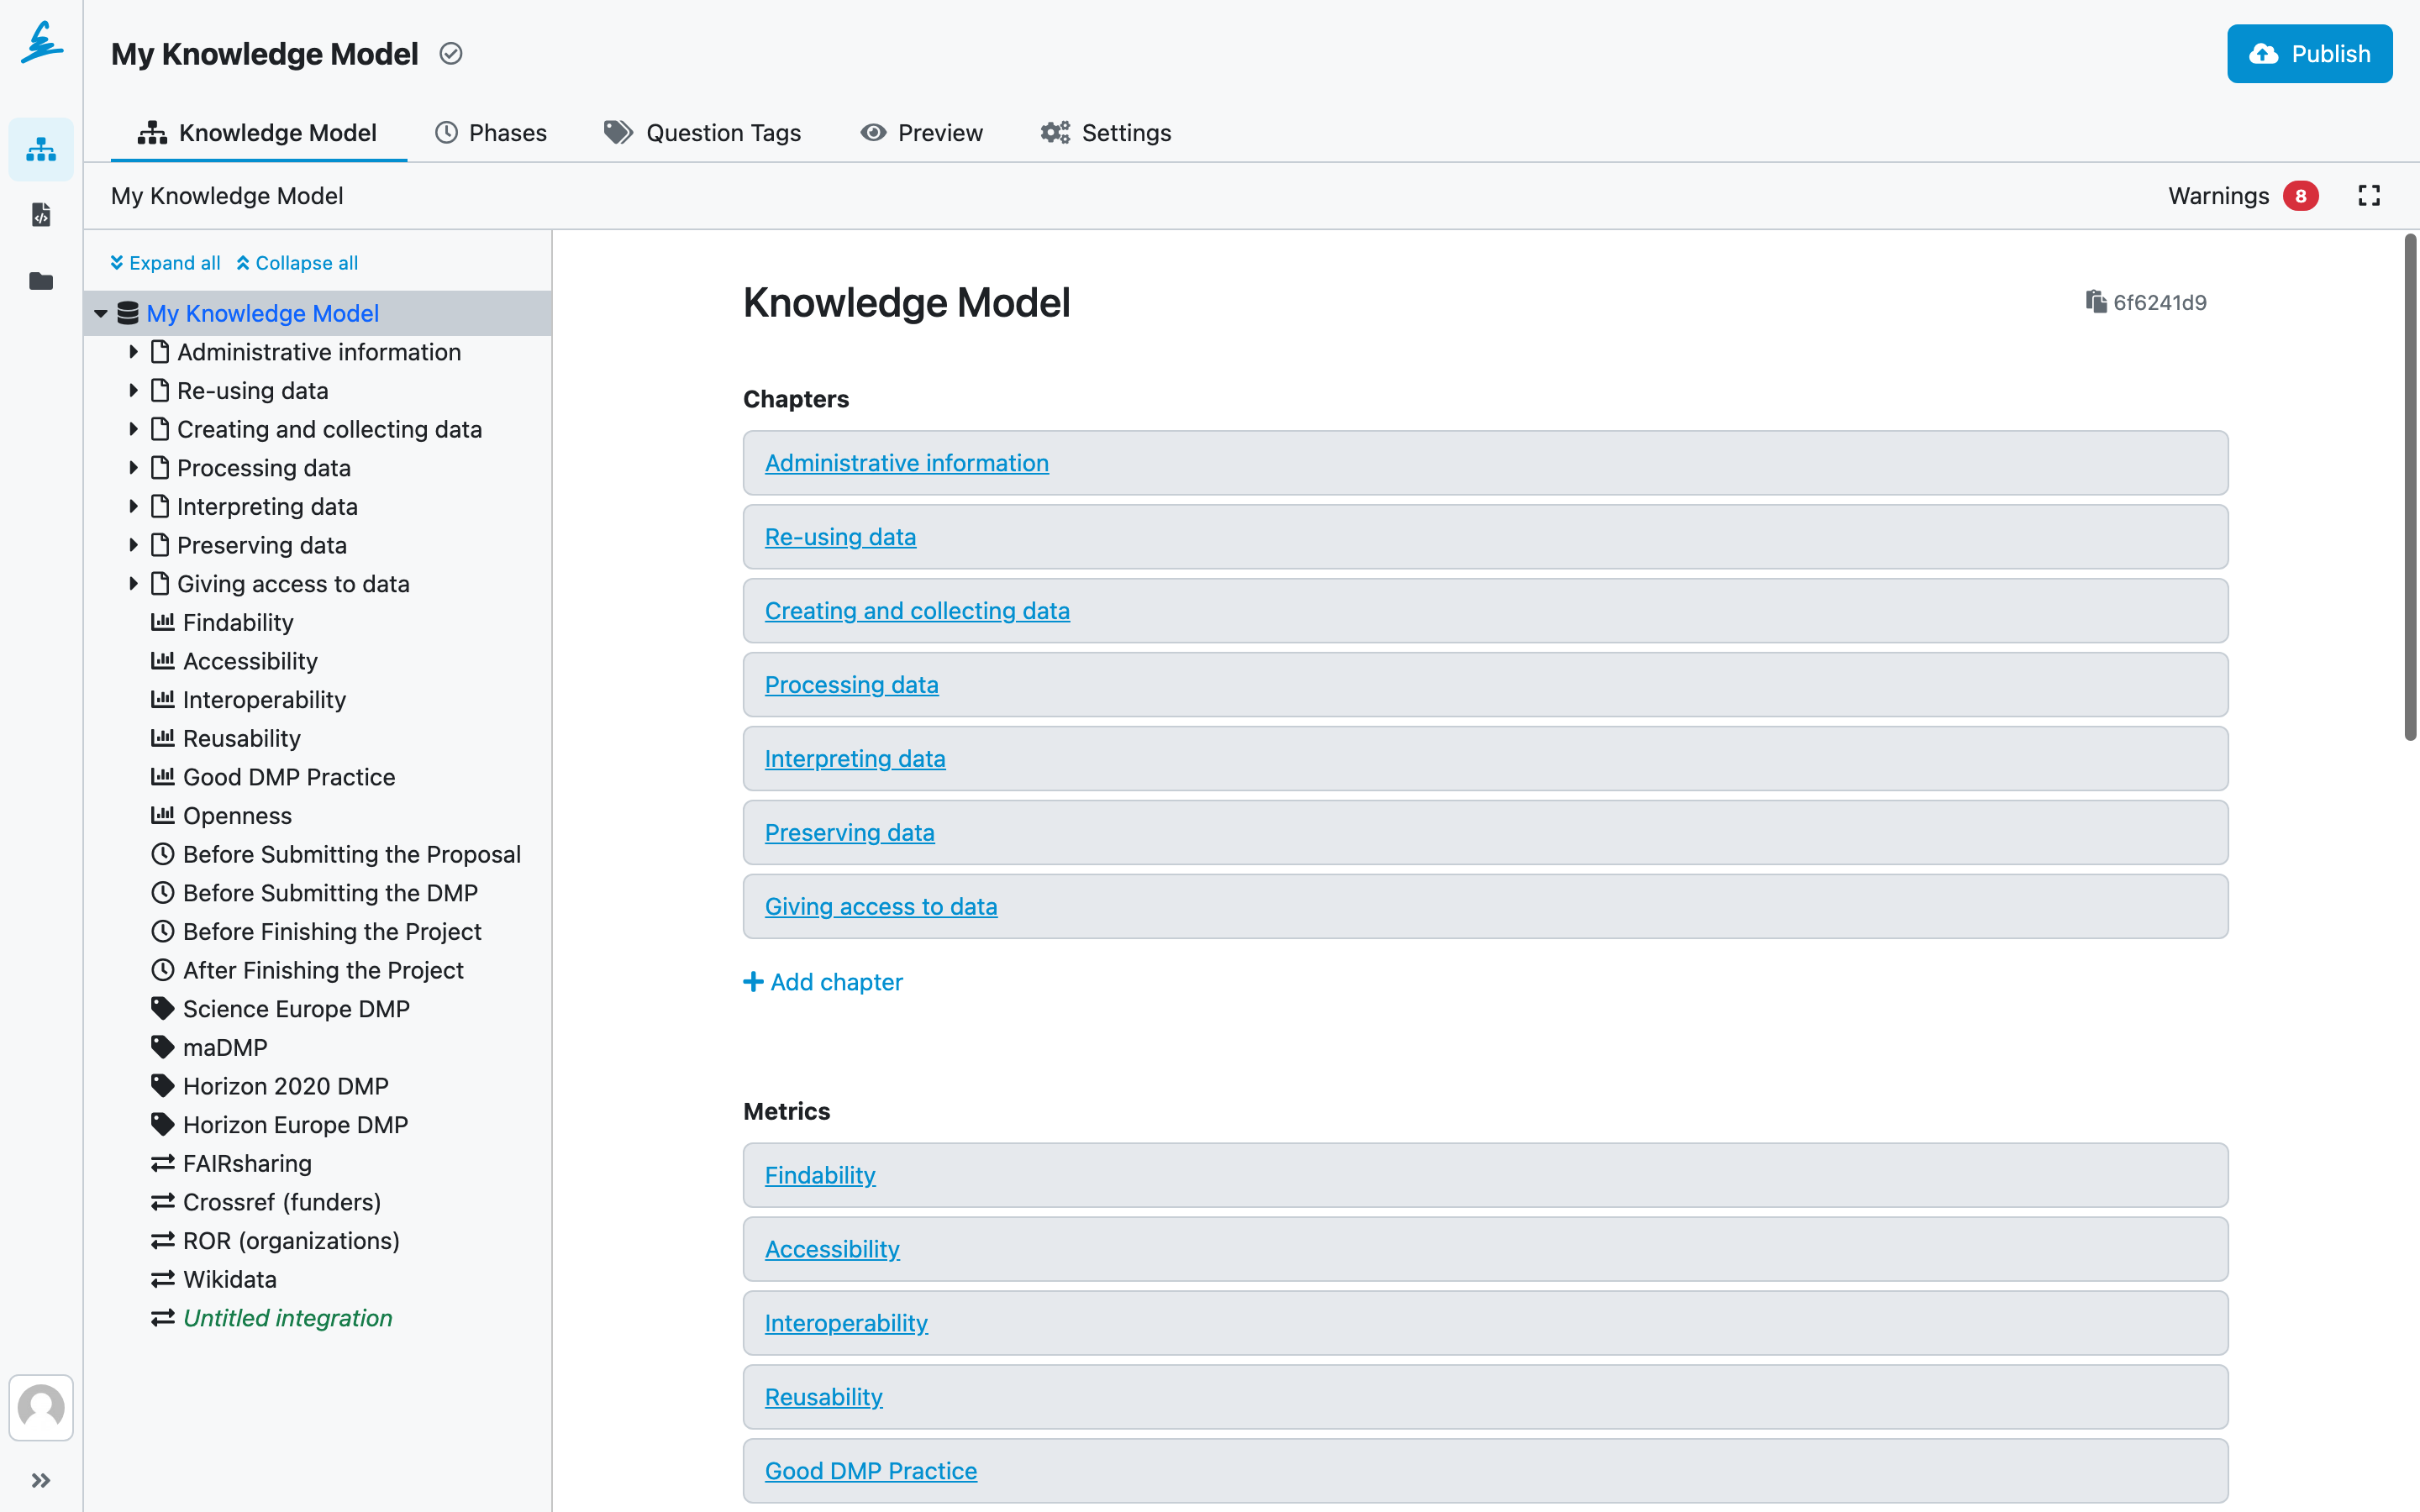 My Knowledge Model
Publish
Knowledge Model
Phases
Question Tags
Preview
Settings
My Knowledge Model
Warnings 8
Expand all
Collapse all
My Knowledge Model
Administrative information
Re-using data
Creating and collecting data
Processing data
Interpreting data
Preserving data
Giving access to data
Findability
Accessibility
Interoperability
Reusability
Good DMP Practice
Openness
Before Submitting the Proposal
Before Submitting the DMP
Before Finishing the Project
After Finishing the Project
Science Europe DMP
maDMP
Horizon 2020 DMP
Horizon Europe DMP
FAIRsharing
Crossref (funders)
ROR (organizations)
Wikidata
Untitled integration
Knowledge Model
6f6241d9
Chapters
Administrative information
Re-using data
Creating and collecting data
Processing data
Interpreting data
Preserving data
Giving access to data
Add chapter
Metrics
Findability
Accessibility
Interoperability
Reusability
Good DMP Practice